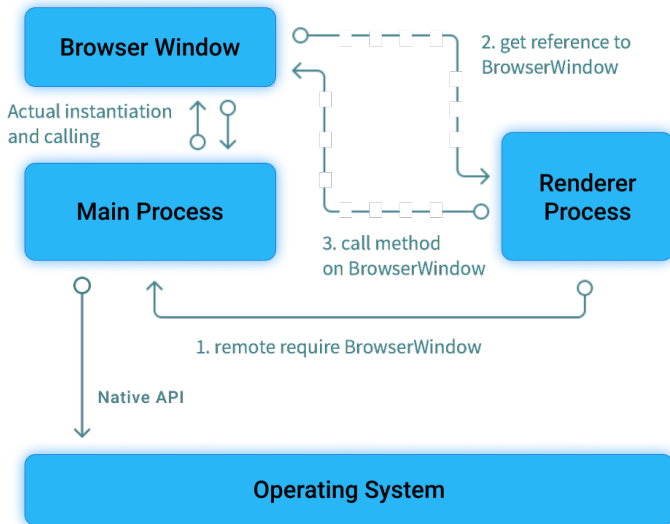 Browser Window
2. get reference to
BrowserWindow
Actual instantiation
and calling
Main Process
Renderer
Process
3. call method
on BrowserWindow
1. remote require BrowserWindow
Native API
Operating System